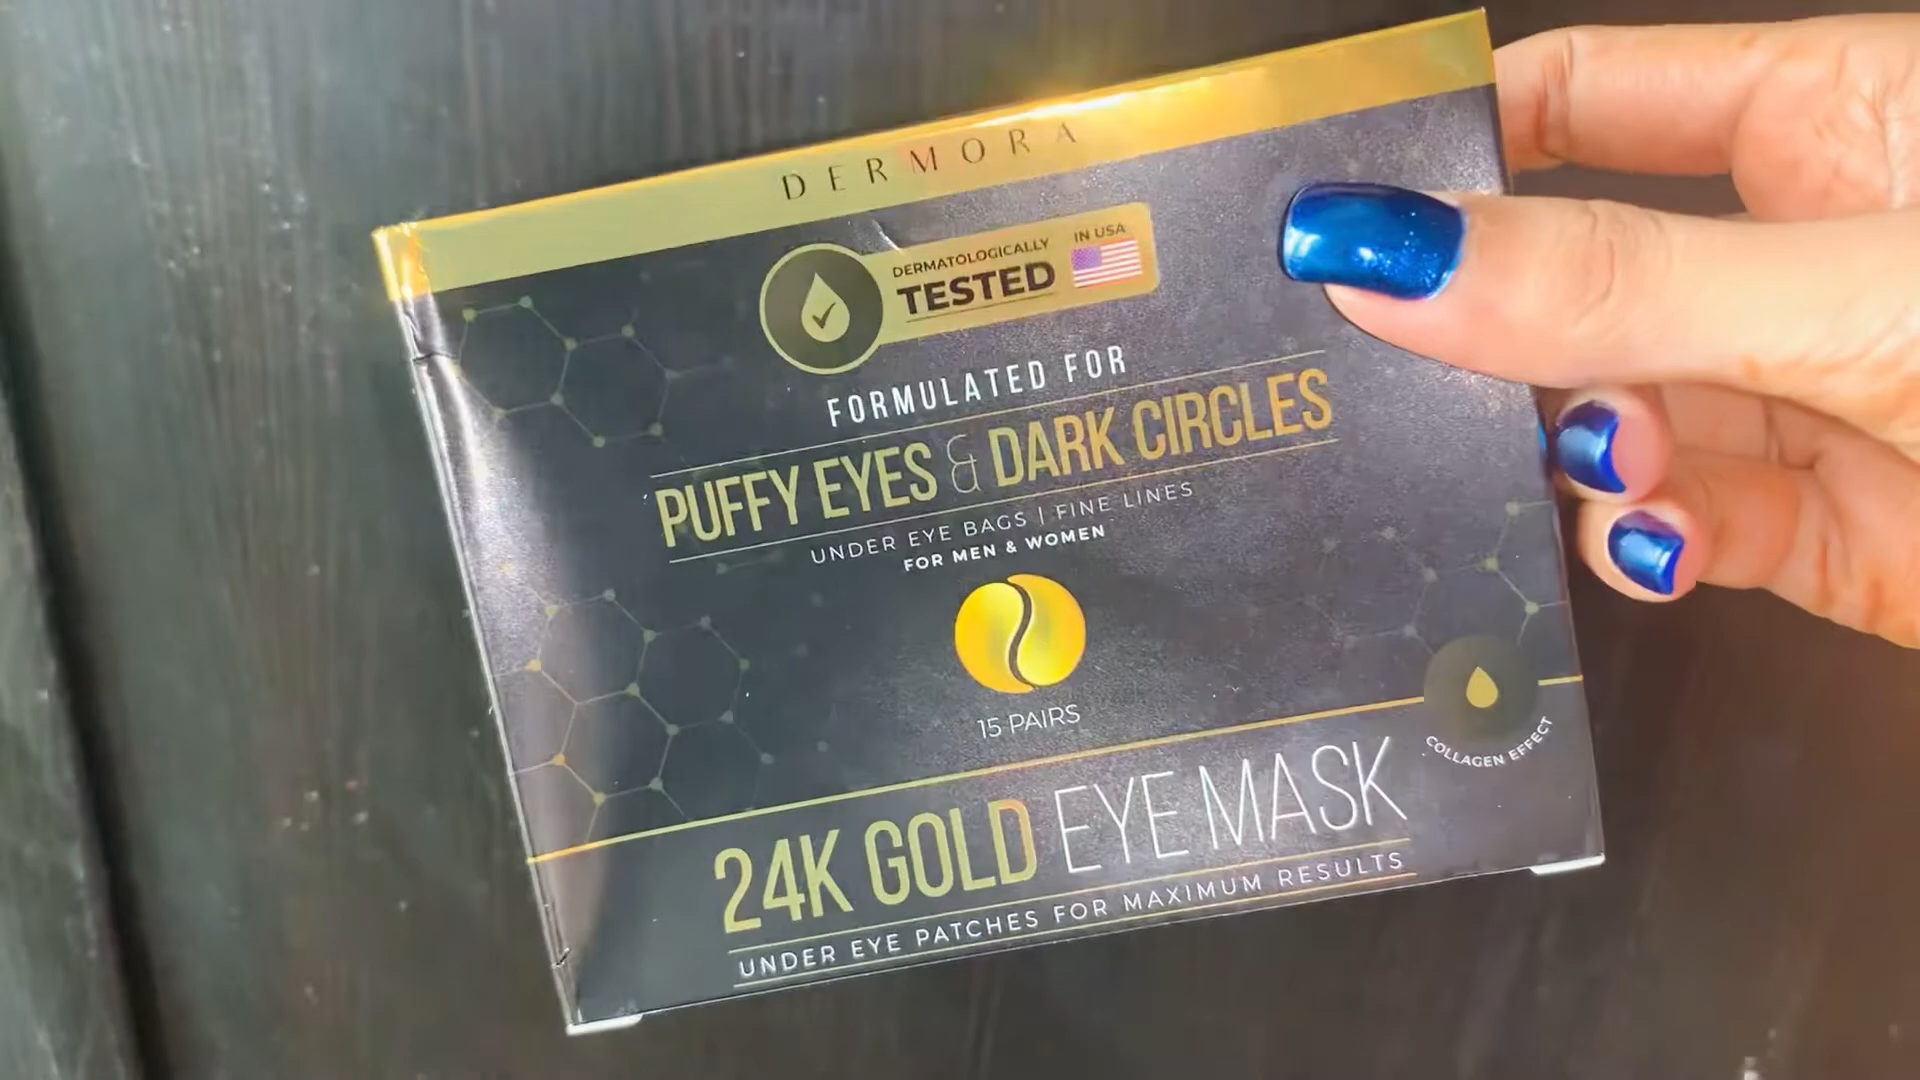 DERMORA
DERMATOLOGICALLY
TESTED
IN USA
FORMULATED FOR
PUFFY EYES & DARK CIRCLES
UNDER EYE BAGS | FINE LINES
FOR MEN & WOMEN
15 PAIRS
COLLAGEN EFFECT
24K GOLD EYE MASK
UNDER EYE PATCHES FOR MAXIMUM RESULTS